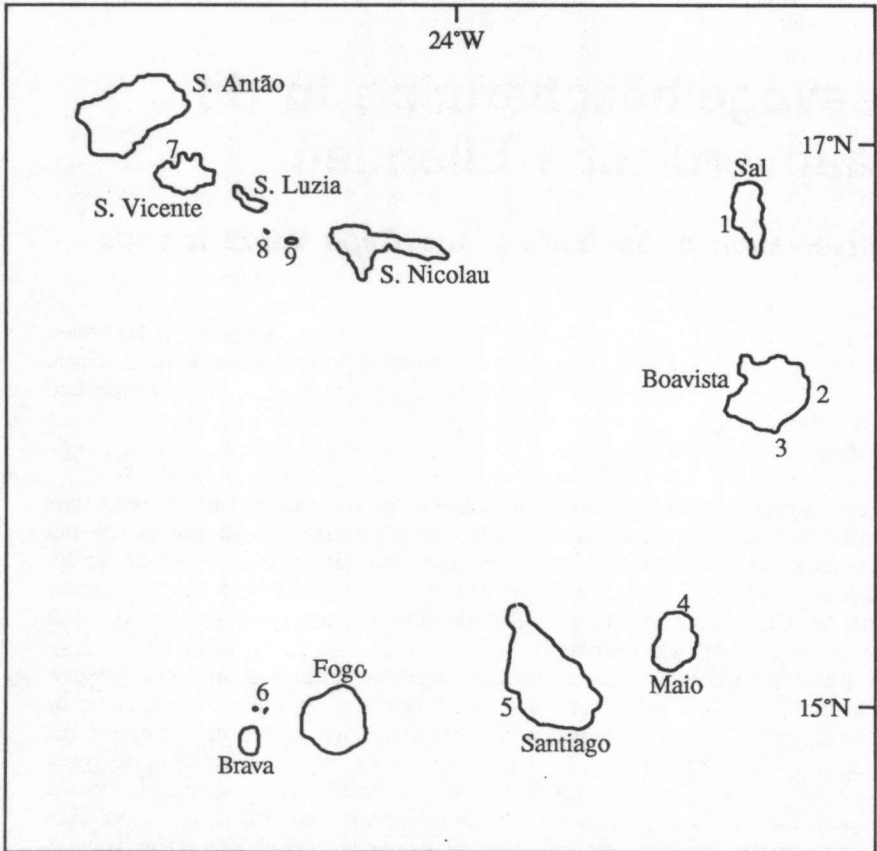 24°W
S. Antão
17°N
7
Sal
S. Luzia
S. Vicente
1
8
9
S. Nicolau
Boavista
2
3
4
Fogo
6
Maio
5
15°N
Santiago
Brava